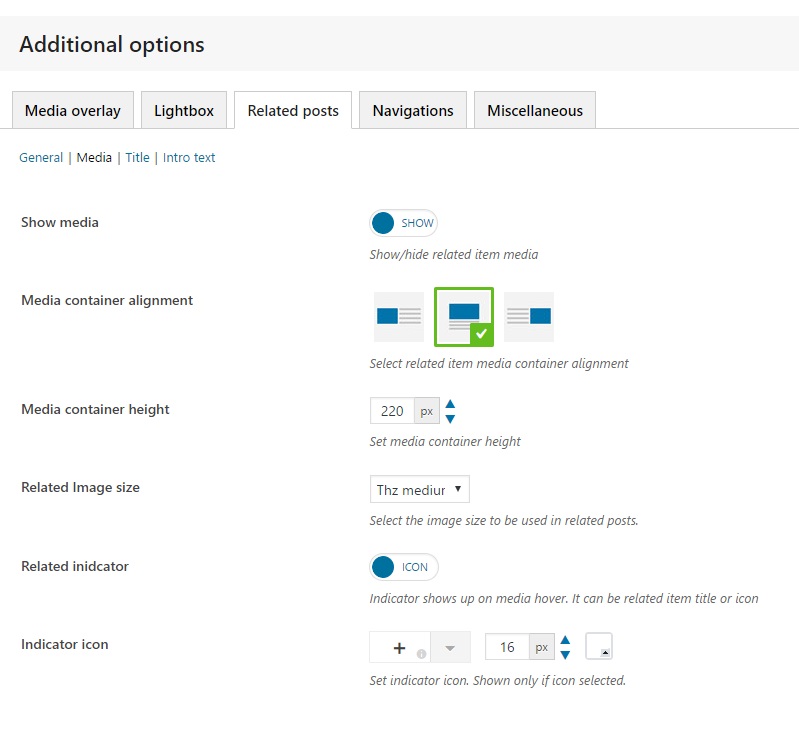 Additional options
Media overlay Lightbox Related posts Navigations Miscellaneous
General | Media | Title | Intro text
Show media SHOW
Show/hide related item media
Media container alignment
Select related item media container alignment
Media container height 220 px
Set media container height
Related Image size Thz mediur
Select the image size to be used in related posts.
Related inidcator ICON
Indicator shows up on media hover. It can be related item title or icon
Indicator icon + 16 px
Set indicator icon. Shown only if icon selected.